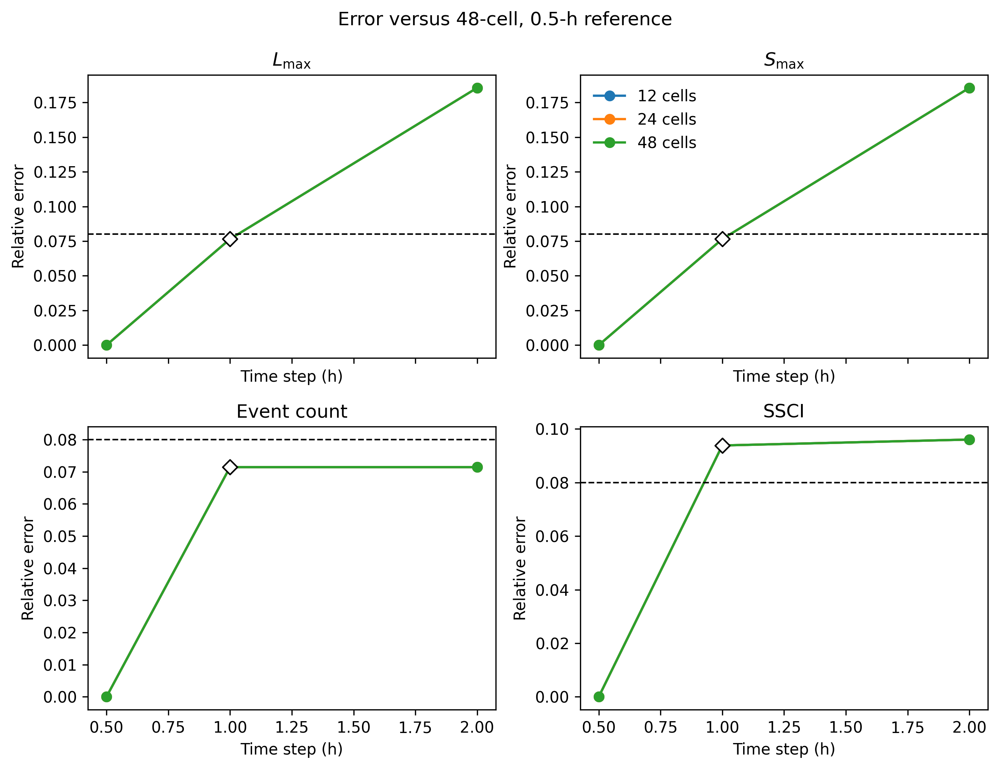 Error versus 48-cell, 0.5-h reference
L_max
Relative error
0.175
0.150
0.125
0.100
0.075
0.050
0.025
0.000
Time step (h)
S_max
Relative error
0.175
0.150
0.125
0.100
0.075
0.050
0.025
0.000
12 cells
24 cells
48 cells
Time step (h)
Event count
Relative error
0.08
0.07
0.06
0.05
0.04
0.03
0.02
0.01
0.00
0.50 0.75 1.00 1.25 1.50 1.75 2.00
Time step (h)
SSCI
Relative error
0.10
0.08
0.06
0.04
0.02
0.00
0.50 0.75 1.00 1.25 1.50 1.75 2.00
Time step (h)